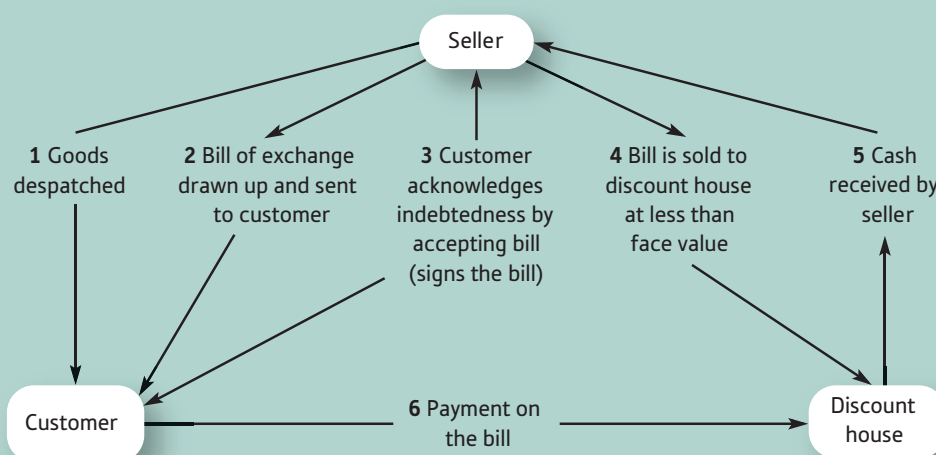 Seller
1 Goods
despatched
2 Bill of exchange
drawn up and sent
to customer
3 Customer
acknowledges
indebtedness by
accepting bill
(signs the bill)
4 Bill is sold to
discount house
at less than
face value
5 Cash
received by
seller
Customer
6 Payment on
the bill
Discount
house